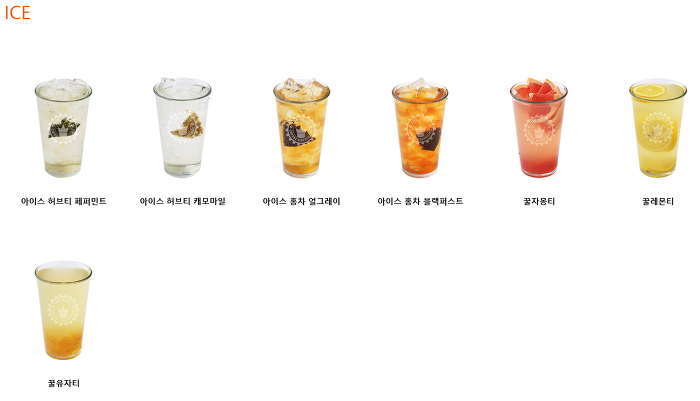 ICE
아이스 허브티 페퍼민트
아이스 허브티 캐모마일
아이스 홍차 얼그레이
아이스 홍차 블랙퍼스트
꿀자몽티
꿀레몬티
꿀유자티